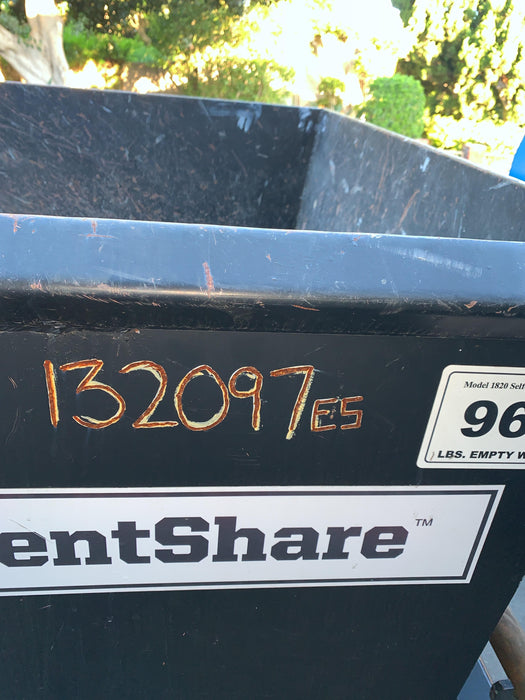 132097ES
Model 1820 Self
96
LBS. EMPTY W
entShare™